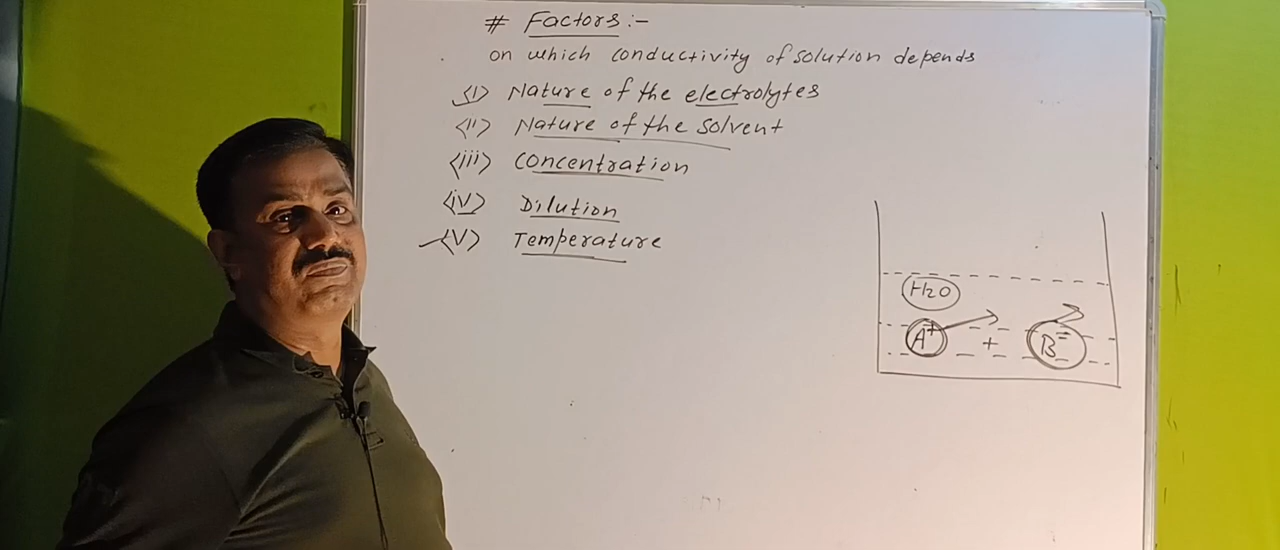 # Factors :-
on which conductivity of solution depends
(i) Nature of the electrolytes
(ii) Nature of the solvent
(iii) Concentration
(iv) Dilution
(v) Temperature
H2O
A+ + B-